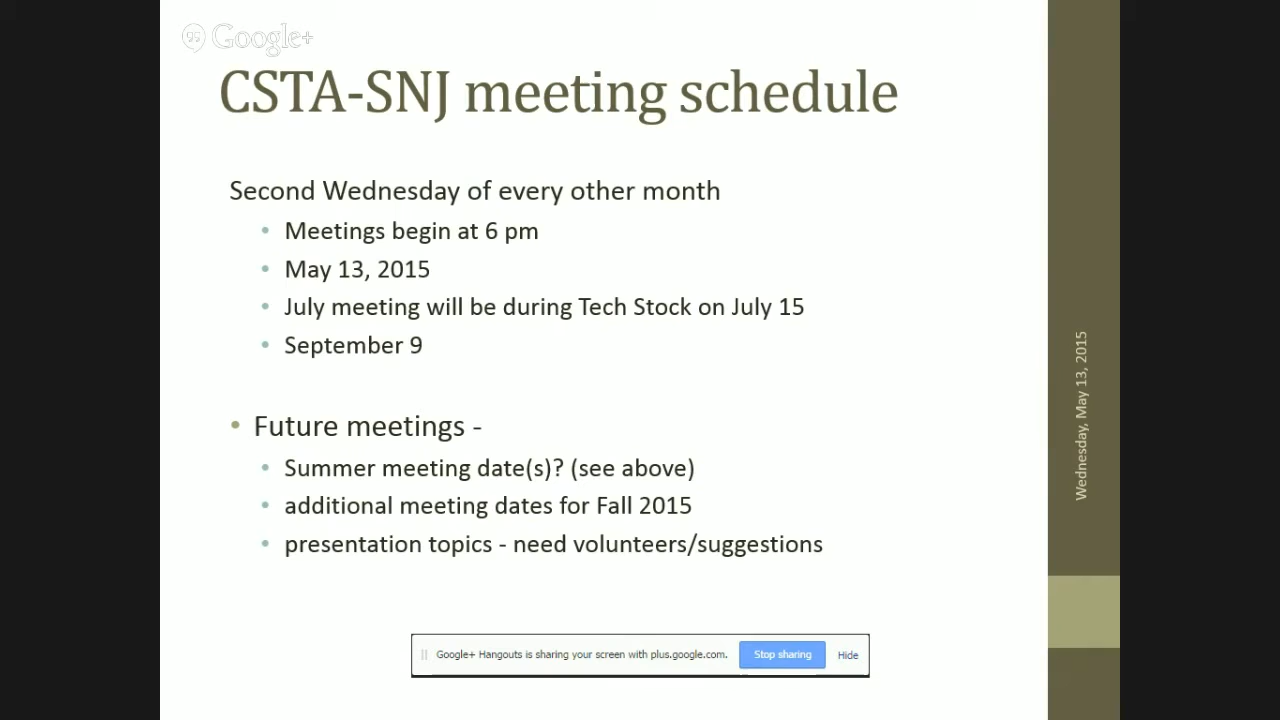 Google+
CSTA-SNJ meeting schedule
Second Wednesday of every other month
• Meetings begin at 6 pm
• May 13, 2015
• July meeting will be during Tech Stock on July 15
• September 9
• Future meetings -
• Summer meeting date(s)? (see above)
• additional meeting dates for Fall 2015
• presentation topics - need volunteers/suggestions
Wednesday, May 13, 2015
Google+ Hangouts is sharing your screen with plus.google.com. Stop sharing Hide